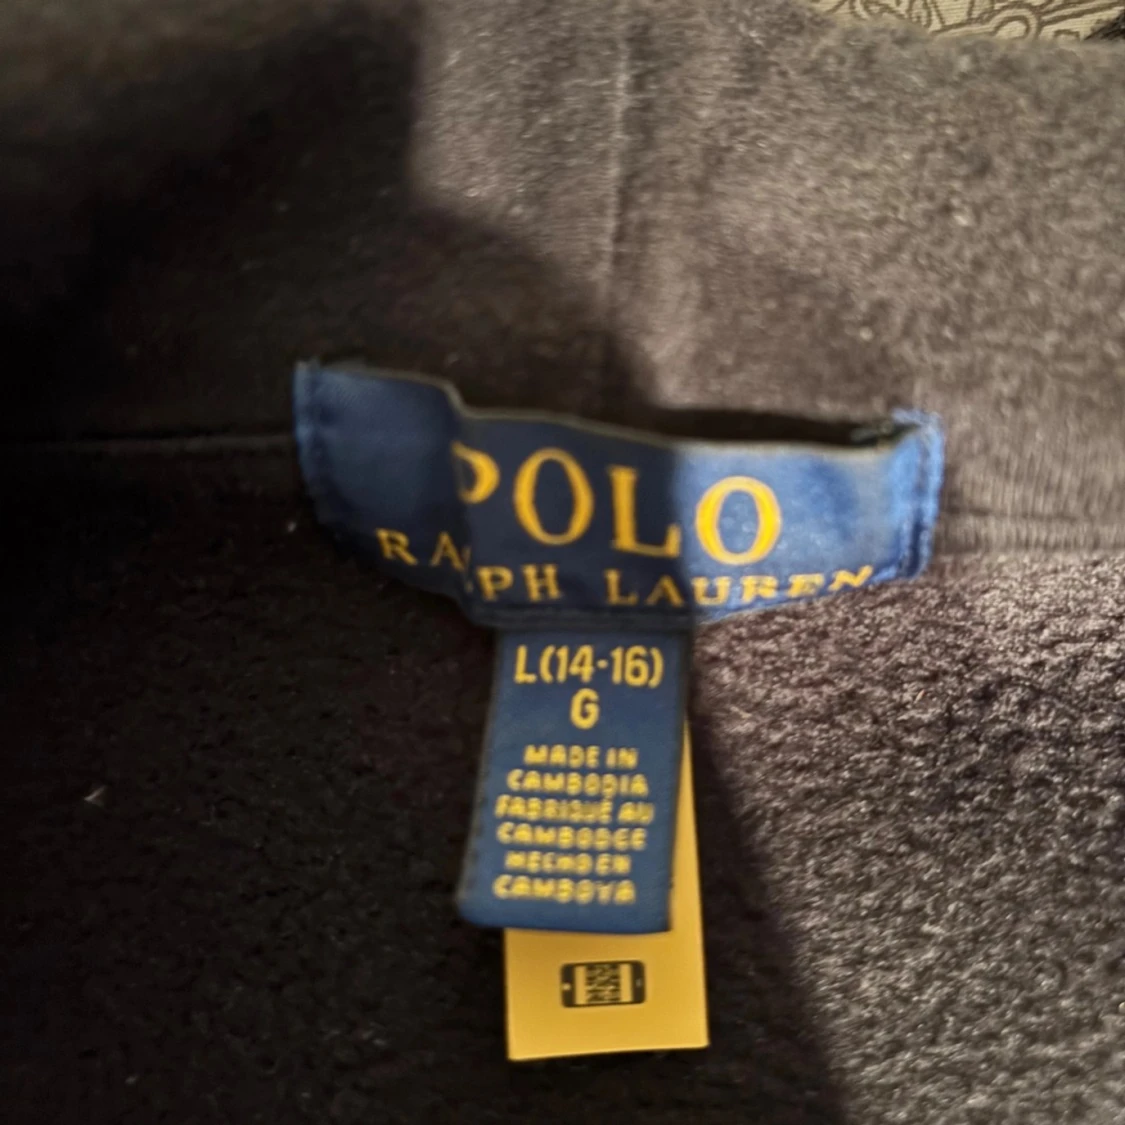 POLO
RALPH LAUREN
L(14-16)
G
MADE IN
CAMBODIA
FABRIQUÉ AU
CAMBODGE
HECHO EN
CAMBOYA